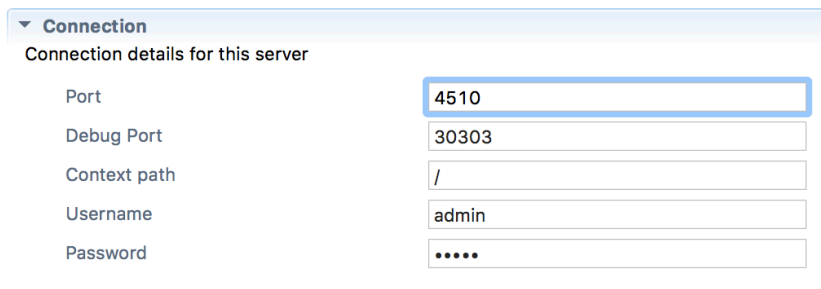 Connection
Connection details for this server
Port 4510
Debug Port 30303
Context path /
Username admin
Password •••••